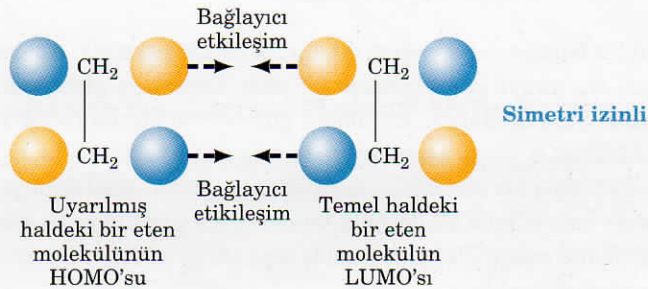 Bağlayıcı
etkileşim
CH2
CH2
CH2
CH2
Simetri izinli
Bağlayıcı
etikileşim
Uyarılmış
haldeki bir eten
molekülünün
HOMO'su
Temel haldeki
bir eten
molekülün
LUMO'sı